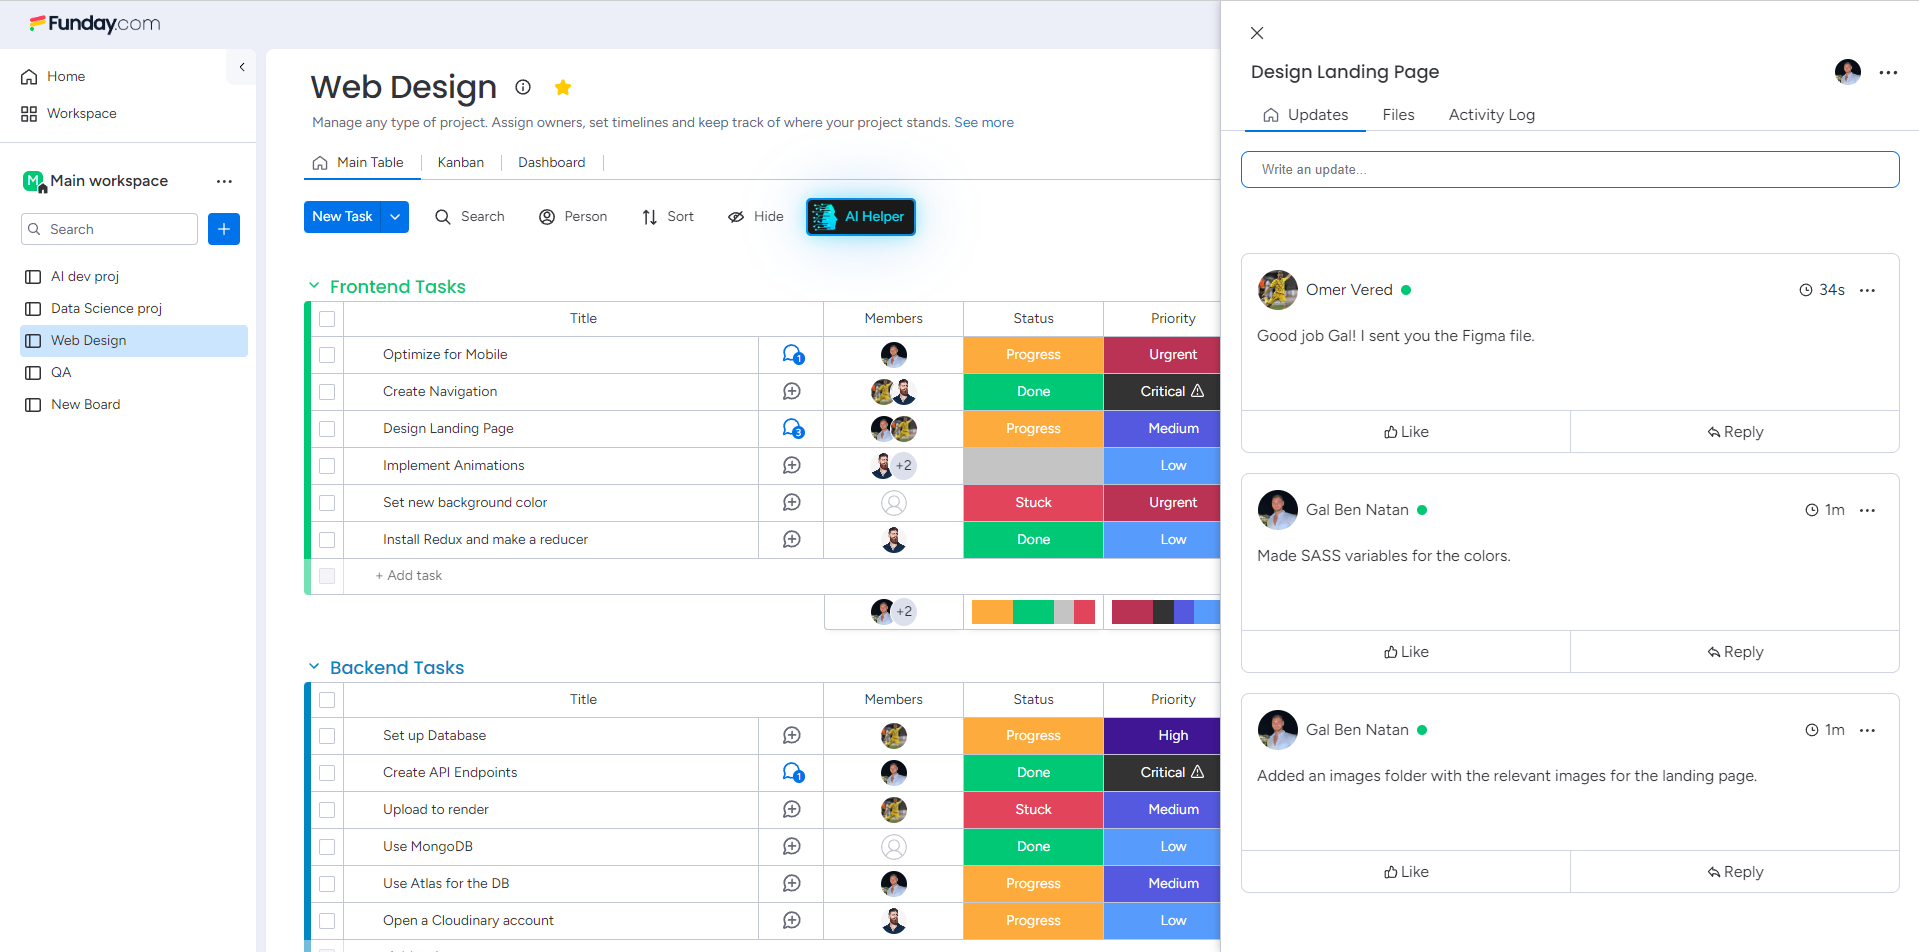 Funday.com
Home
Workspace
M Main workspace
Search
+
AI dev proj
Data Science proj
Web Design
QA
New Board
Web Design
Manage any type of project. Assign owners, set timelines and keep track of where your project stands. See more
Main Table Kanban Dashboard
New Task Search Person Sort Hide AI Helper
Frontend Tasks
Title Members Status Priority
Optimize for Mobile 1 Progress Urgrent
Create Navigation Done Critical
Design Landing Page 3 Progress Medium
Implement Animations +2 Low
Set new background color Stuck Urgrent
Install Redux and make a reducer Done Low
+ Add task
+2
Backend Tasks
Title Members Status Priority
Set up Database Progress High
Create API Endpoints 1 Done Critical
Upload to render Stuck Medium
Use MongoDB Done Low
Use Atlas for the DB Progress Medium
Open a Cloudinary account Progress Low
Design Landing Page
Updates Files Activity Log
Write an update...
Omer Vered 34s
Good job Gal! I sent you the Figma file.
Like Reply
Gal Ben Natan 1m
Made SASS variables for the colors.
Like Reply
Gal Ben Natan 1m
Added an images folder with the relevant images for the landing page.
Like Reply